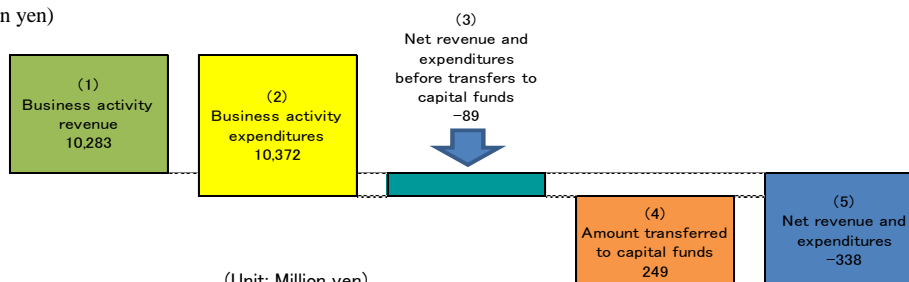 n yen)
(1)
Business activity
revenue
10,283
(2)
Business activity
expenditures
10,372
(3)
Net revenue and
expenditures
before transfers to
capital funds
−89
(4)
Amount transferred
to capital funds
249
(5)
Net revenue and
expenditures
−338
(Unit: Million yen)